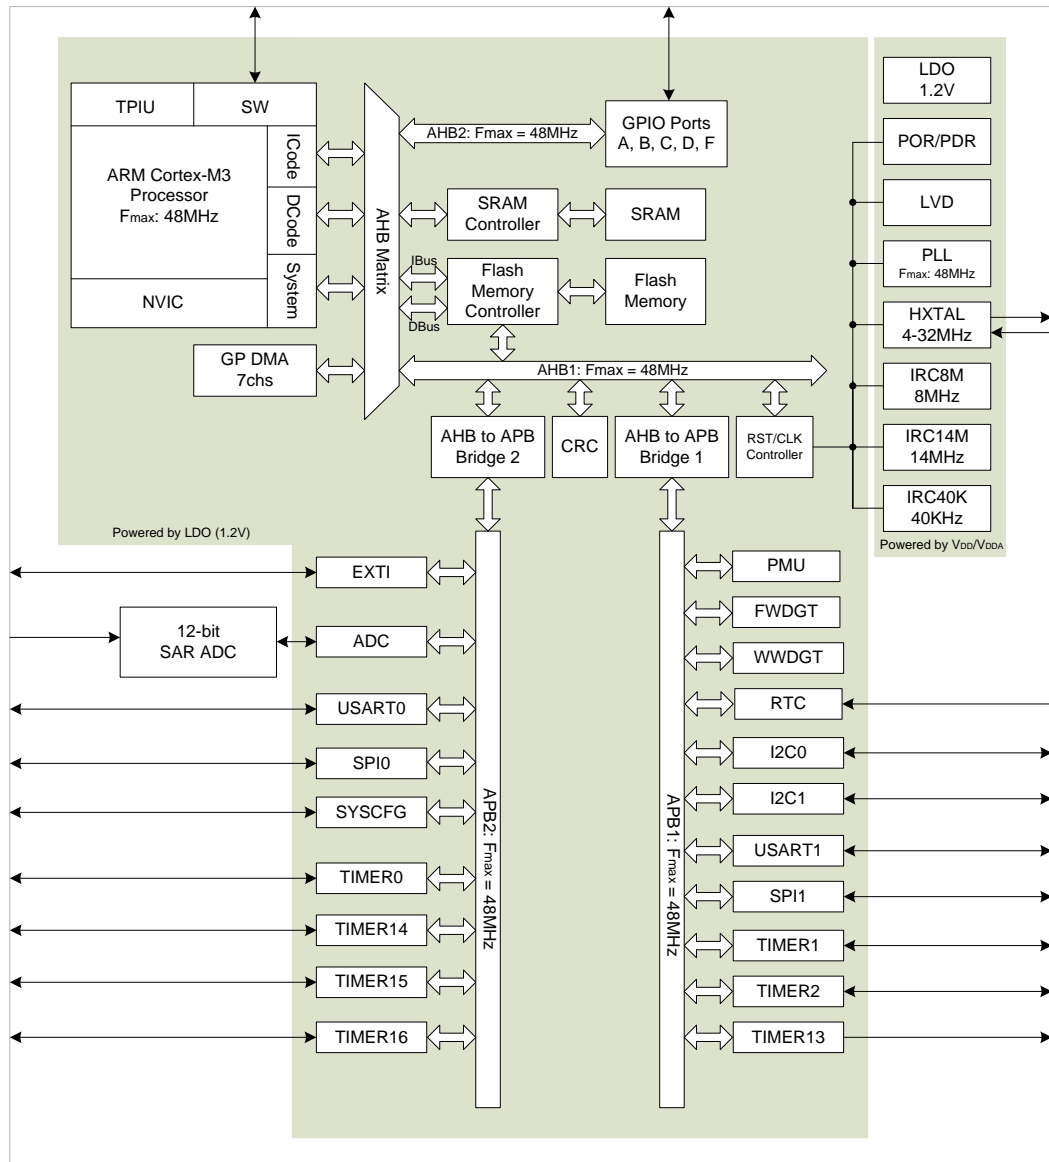 TPIU
SW
ARM Cortex-M3
Processor
Fmax: 48MHz
ICode
DCode
System
NVIC
GP DMA
7chs
AHB Matrix
AHB2: Fmax = 48MHz
GPIO Ports
A, B, C, D, F
SRAM
Controller
SRAM
IBus
DBus
Flash
Memory
Controller
Flash
Memory
AHB1: Fmax = 48MHz
AHB to APB
Bridge 2
CRC
AHB to APB
Bridge 1
RST/CLK
Controller
LDO
1.2V
POR/PDR
LVD
PLL
Fmax: 48MHz
HXTAL
4-32MHz
IRC8M
8MHz
IRC14M
14MHz
IRC40K
40KHz
Powered by VDD/VDDA
Powered by LDO (1.2V)
EXTI
12-bit
SAR ADC
ADC
USART0
SPI0
SYSCFG
TIMER0
TIMER14
TIMER15
TIMER16
APB2: Fmax = 48MHz
APB1: Fmax = 48MHz
PMU
FWDGT
WWDGT
RTC
I2C0
I2C1
USART1
SPI1
TIMER1
TIMER2
TIMER13